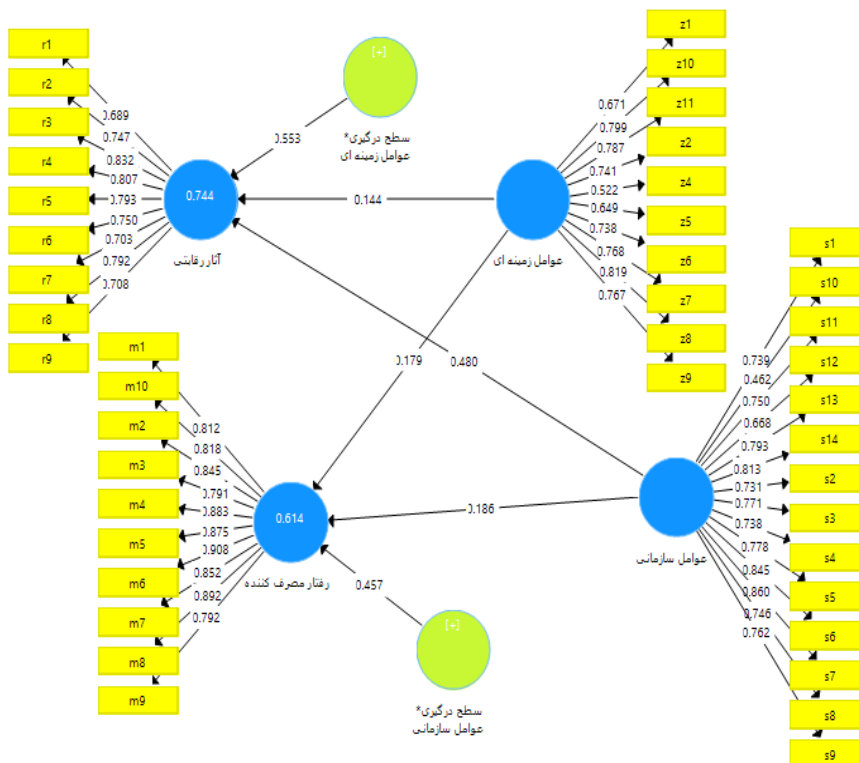 r1
r2
r3
r4
r5
r6
r7
r8
r9
0.689
0.747
0.832
0.807
0.793
0.750
0.703
0.792
0.708
0.744
آثار رقابتی
[+]
سطح درگیری*
عوامل زمینه ای
0.553
0.144
عوامل زمینه ای
z1
z10
z11
z2
z4
z5
z6
z7
z8
z9
0.671
0.799
0.787
0.741
0.522
0.649
0.738
0.768
0.819
0.767
0.179
0.480
m1
m10
m2
m3
m4
m5
m6
m7
m8
m9
0.812
0.818
0.845
0.791
0.883
0.875
0.908
0.852
0.892
0.792
0.614
رفتار مصرف کننده
0.186
0.457
[+]
سطح درگیری*
عوامل سازمانی
عوامل سازمانی
s1
s10
s11
s12
s13
s14
s2
s3
s4
s5
s6
s7
s8
s9
0.739
0.462
0.750
0.668
0.793
0.813
0.731
0.771
0.738
0.778
0.845
0.860
0.746
0.762